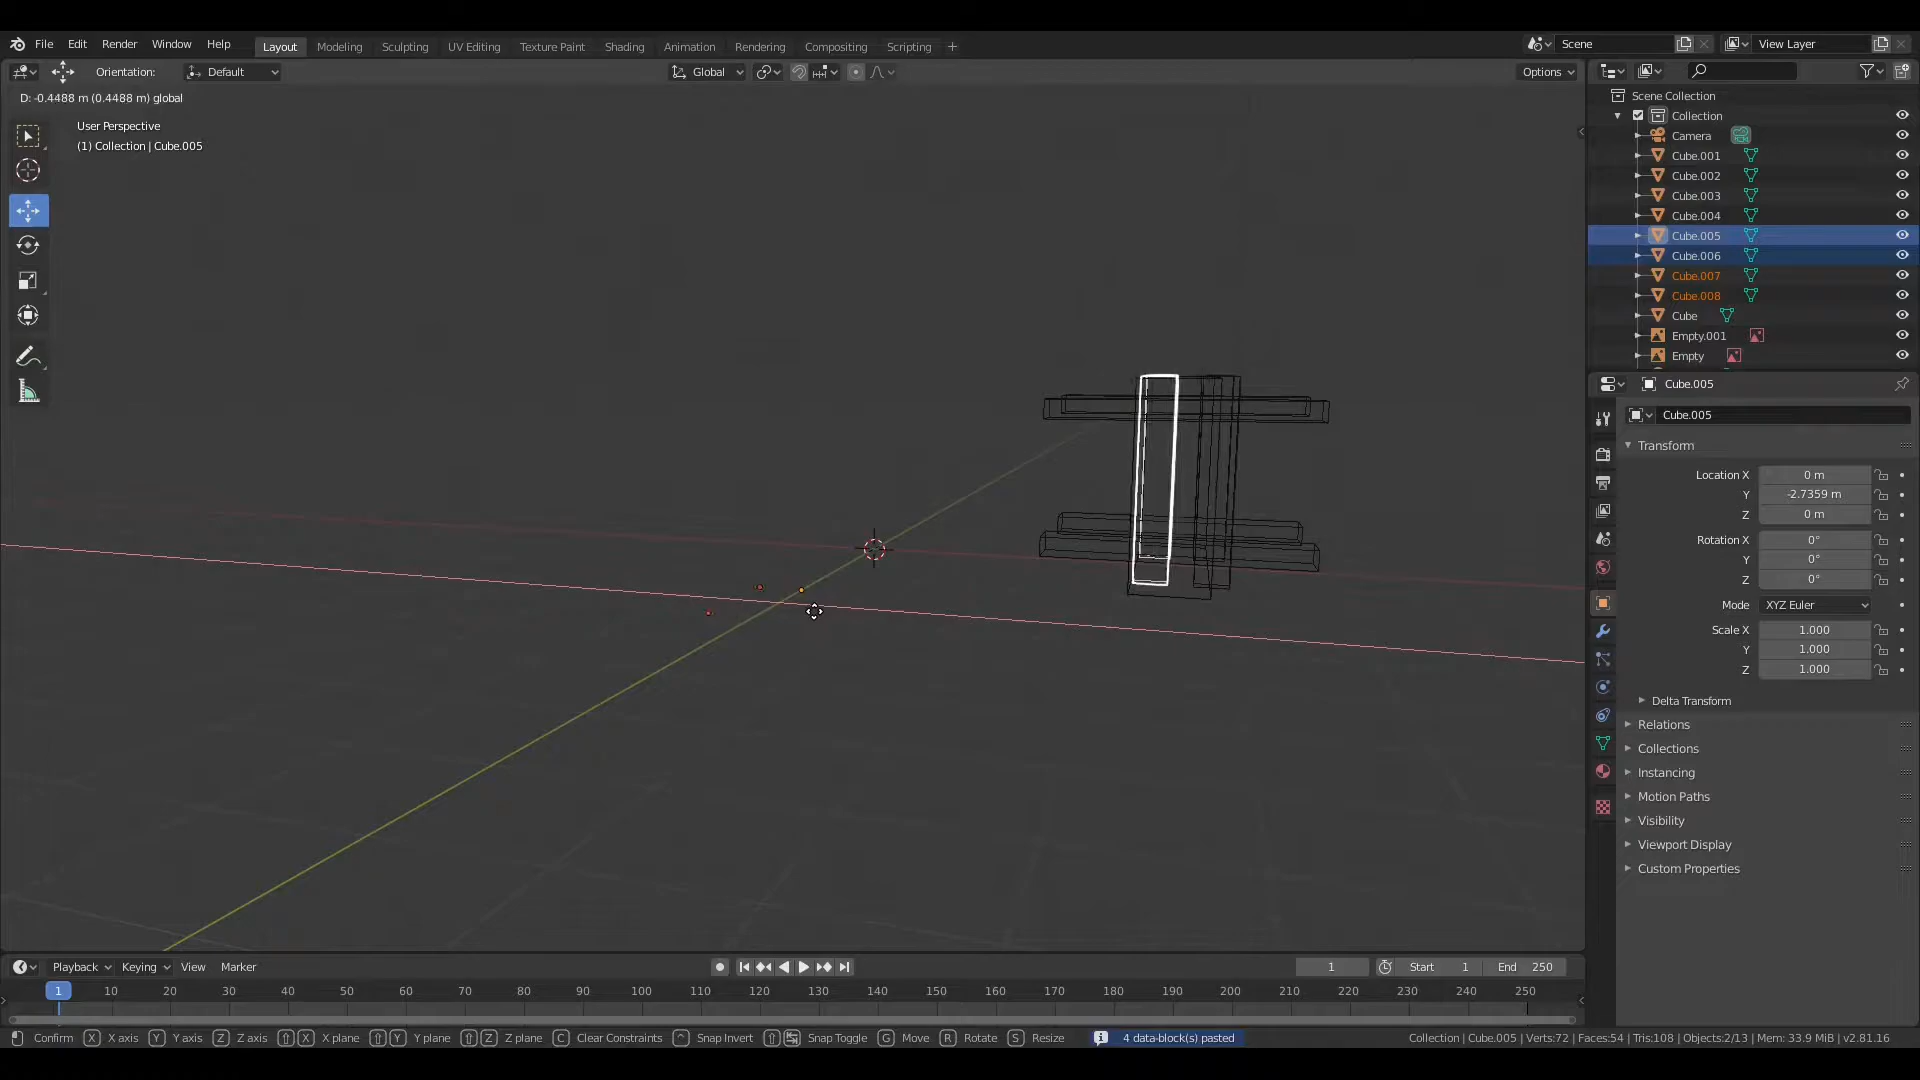 File Edit Render Window Help Layout Modeling Sculpting UV Editing Texture Paint Shading Animation Rendering Compositing Scripting + Scene View Layer
Orientation: Default Global Options
D: -0.4488 m (0.4488 m) global
User Perspective
(1) Collection | Cube.005
Scene Collection
Collection
Camera
Cube.001
Cube.002
Cube.003
Cube.004
Cube.005
Cube.006
Cube.007
Cube.008
Cube
Empty.001
Empty
Cube.005
Cube.005
Transform
Location X 0 m
Y -2.7359 m
Z 0 m
Rotation X 0°
Y 0°
Z 0°
Mode XYZ Euler
Scale X 1.000
Y 1.000
Z 1.000
Delta Transform
Relations
Collections
Instancing
Motion Paths
Visibility
Viewport Display
Custom Properties
Playback Keying View Marker 1 Start 1 End 250
1 10 20 30 40 50 60 70 80 90 100 110 120 130 140 150 160 170 180 190 200 210 220 230 240 250
Confirm X X axis Y Y axis Z Z axis X X plane Y Y plane Z Z plane C Clear Constraints Snap Invert Snap Toggle G Move R Rotate S Resize 4 data-block(s) pasted Collection | Cube.005 | Verts:72 | Faces:54 | Tris:108 | Objects:2/13 | Mem: 33.9 MiB | v2.81.16